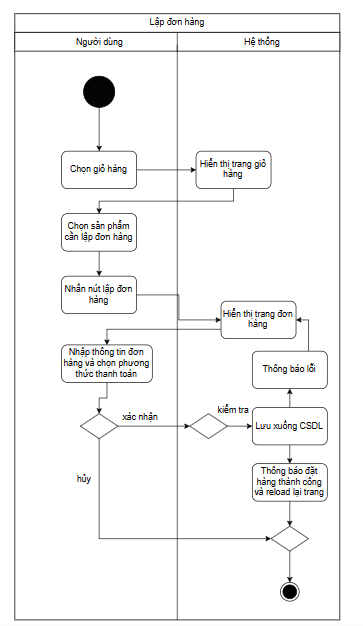 Lập đơn hàng
Người dùng
Hệ thống
Chọn giỏ hàng
Hiển thị trang giỏ
hàng
Chọn sản phẩm
cần lập đơn hàng
Nhấn nút lập đơn
hàng
Hiển thị trang đơn
hàng
Nhập thông tin đơn
hàng và chọn phương
thức thanh toán
Thông báo lỗi
xác nhận
kiểm tra
Lưu xuống CSDL
hủy
Thông báo đặt
hàng thành công
và reload lại trang